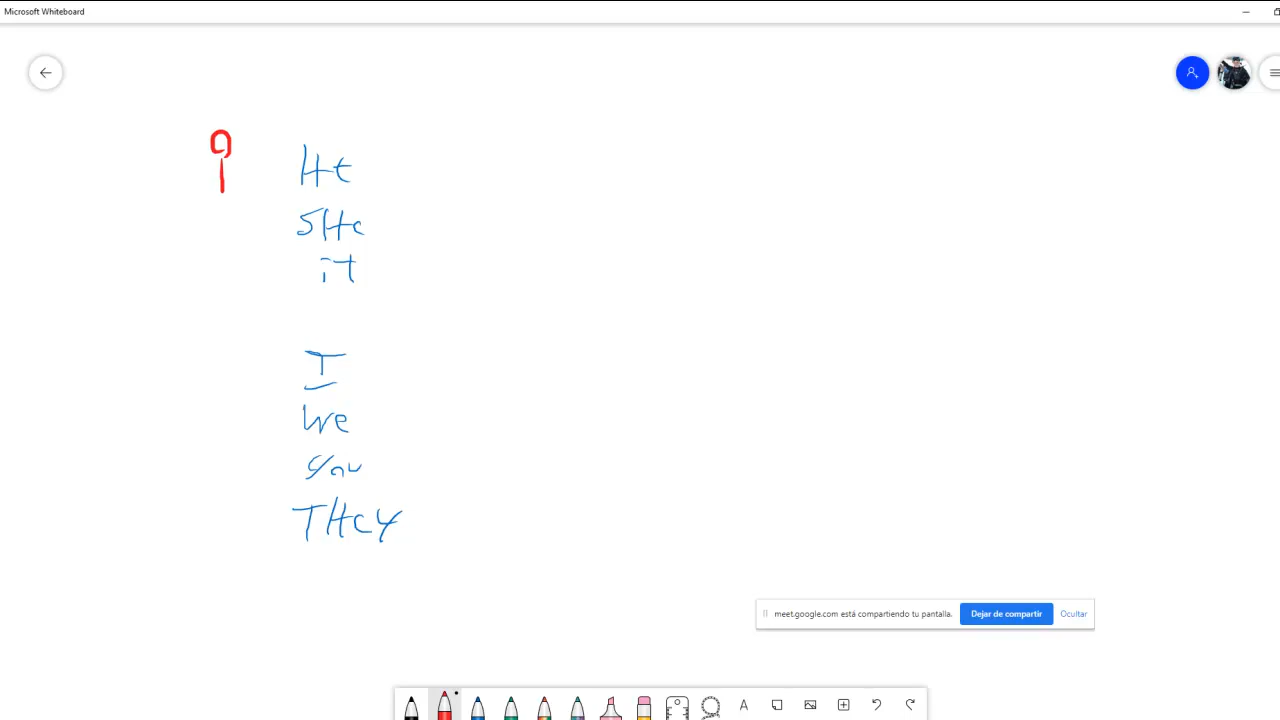 Microsoft Whiteboard
He
SHe
it
I
We
you
THeY
meet.google.com está compartiendo tu pantalla. Dejar de compartir Ocultar